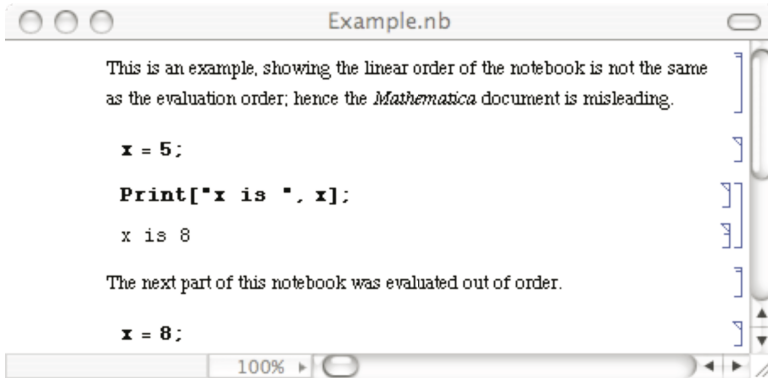 Example.nb
This is an example, showing the linear order of the notebook is not the same
as the evaluation order; hence the Mathematica document is misleading.
x = 5;
Print["x is ", x];
x is 8
The next part of this notebook was evaluated out of order.
x = 8;
100%